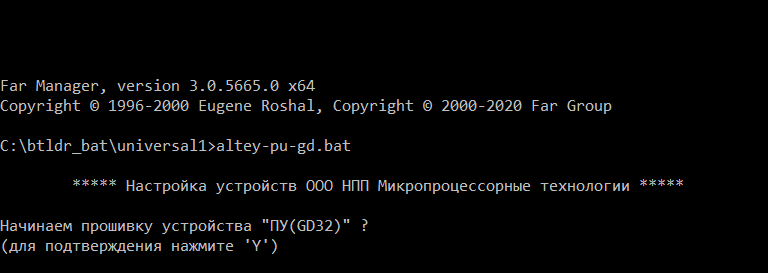 Far Manager, version 3.0.5665.0 x64
Copyright © 1996-2000 Eugene Roshal, Copyright © 2000-2020 Far Group
C:\btldr_bat\universal1>altey-pu-gd.bat
***** Настройка устройств ООО НПП Микропроцессорные технологии *****
Начинаем прошивку устройства "ПУ(GD32)" ?
(для подтверждения нажмите 'Y')